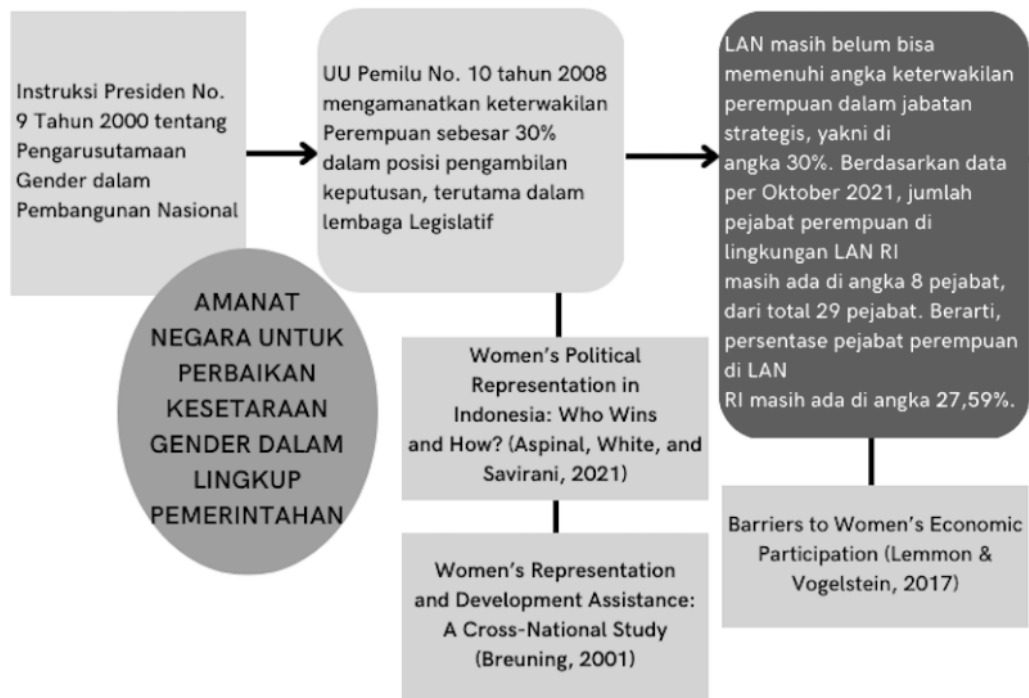 Instruksi Presiden No.
9 Tahun 2000 tentang
Pengarusutamaan
Gender dalam
Pembangunan Nasional
UU Pemilu No. 10 tahun 2008
mengamanatkan keterwakilan
Perempuan sebesar 30%
dalam posisi pengambilan
keputusan, terutama dalam
lembaga Legislatif
LAN masih belum bisa
memenuhi angka keterwakilan
perempuan dalam jabatan
strategis, yakni di
angka 30%. Berdasarkan data
per Oktober 2021, jumlah
pejabat perempuan di
lingkungan LAN RI
masih ada di angka 8 pejabat,
dari total 29 pejabat. Berarti,
persentase pejabat perempuan
di LAN
RI masih ada di angka 27,59%.
AMANAT
NEGARA UNTUK
PERBAIKAN
KESETARAAN
GENDER DALAM
LINGKUP
PEMERINTAHAN
Women's Political
Representation in
Indonesia: Who Wins
and How? (Aspinal, White, and
Savirani, 2021)
Women's Representation
and Development Assistance:
A Cross-National Study
(Breuning, 2001)
Barriers to Women's Economic
Participation (Lemmon &
Vogelstein, 2017)